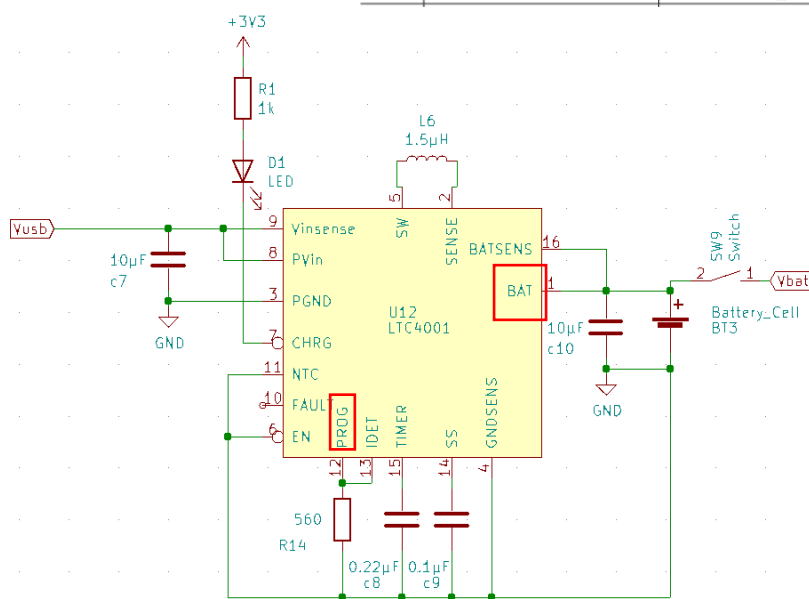 +3V3
R1
1k
L6
1.5µH
D1
LED
5
2
SW
SENSE
Vusb
9
Vinsense
8
PVin
10µF
c7
3
PGND
GND
7
CHRG
11
NTC
10
FAULT
6
EN
U12
LTC4001
BATSENS
16
BAT
1
10µF
c10
GND
SW9
Switch
2
1
Vbat
Battery_Cell
BT3
+
PROG
IDET
TIMER
SS
GNDSENS
12
13
15
14
4
560
R14
0.22µF
c8
0.1µF
c9